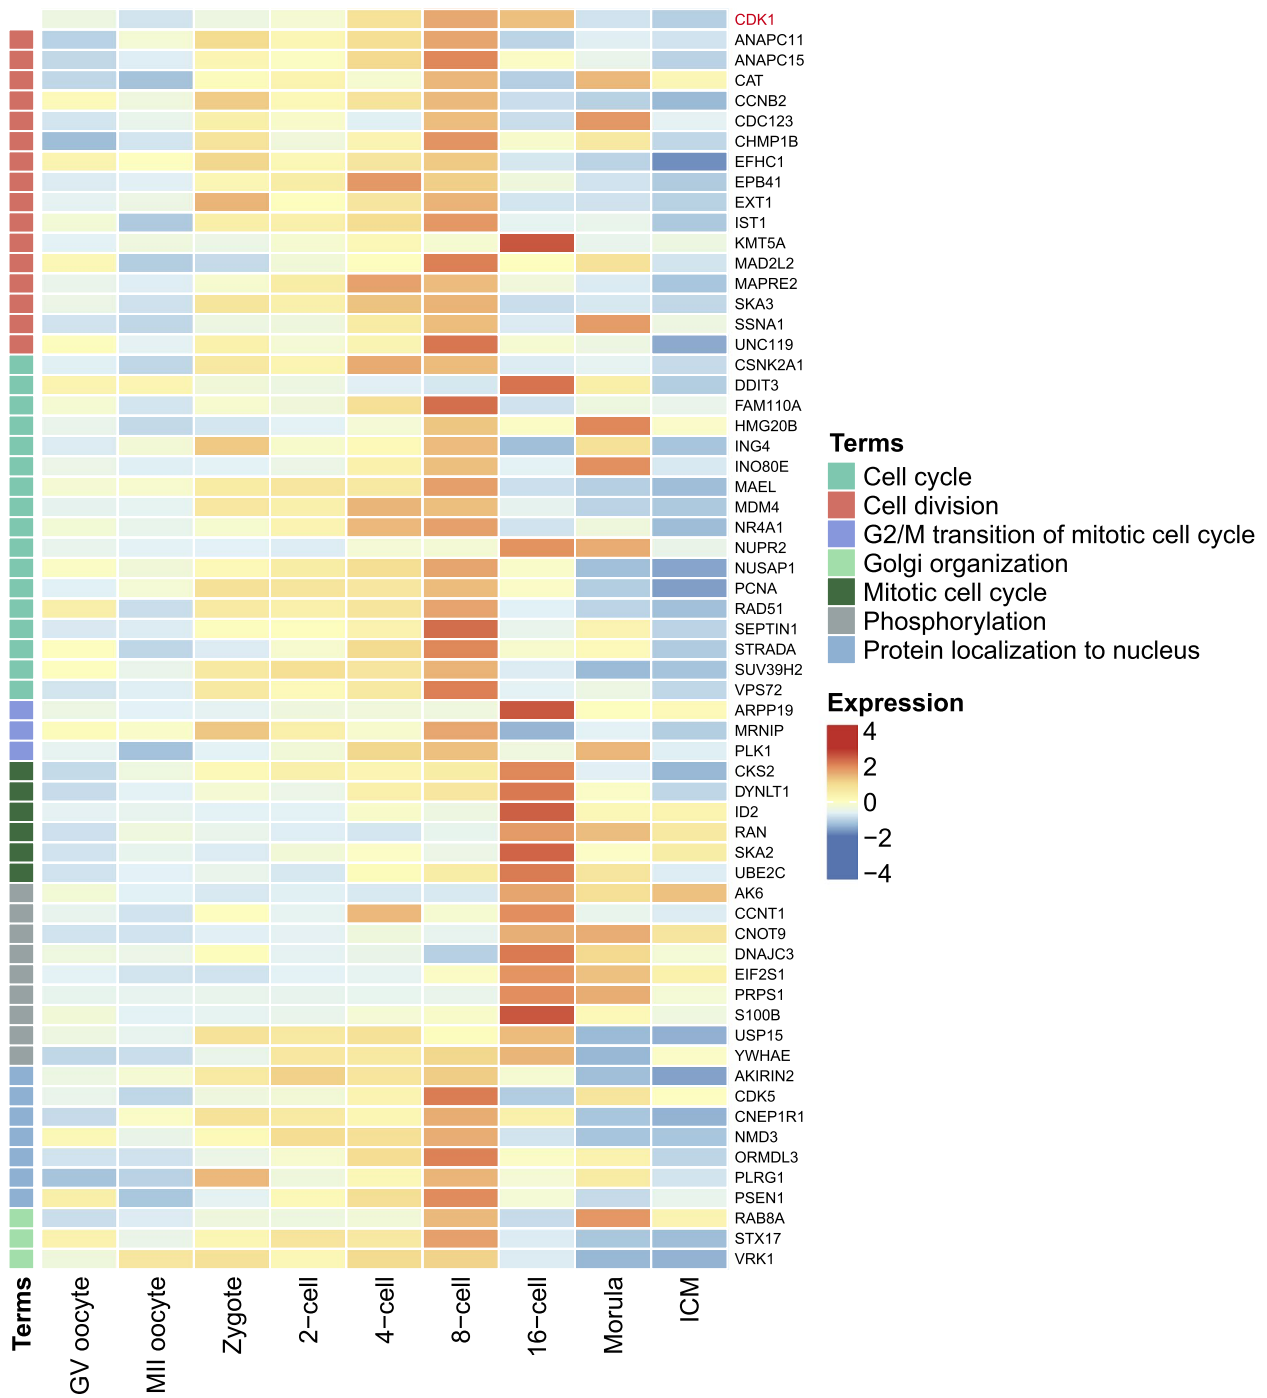 CDK1
ANAPC11
ANAPC15
CAT
CCNB2
CDC123
CHMP1B
EFHC1
EPB41
EXT1
IST1
KMT5A
MAD2L2
MAPRE2
SKA3
SSNA1
UNC119
CSNK2A1
DDIT3
FAM110A
HMG20B
ING4
INO80E
MAEL
MDM4
NR4A1
NUPR2
NUSAP1
PCNA
RAD51
SEPTIN1
STRADA
SUV39H2
VPS72
ARPP19
MRNIP
PLK1
CKS2
DYNLT1
ID2
RAN
SKA2
UBE2C
AK6
CCNT1
CNOT9
DNAJC3
EIF2S1
PRPS1
S100B
USP15
YWHAE
AKIRIN2
CDK5
CNEP1R1
NMD3
ORMDL3
PLRG1
PSEN1
RAB8A
STX17
VRK1
Terms
GV oocyte
MII oocyte
Zygote
2−cell
4−cell
8−cell
16−cell
Morula
ICM
Terms
Cell cycle
Cell division
G2/M transition of mitotic cell cycle
Golgi organization
Mitotic cell cycle
Phosphorylation
Protein localization to nucleus
Expression
4
2
0
−2
−4